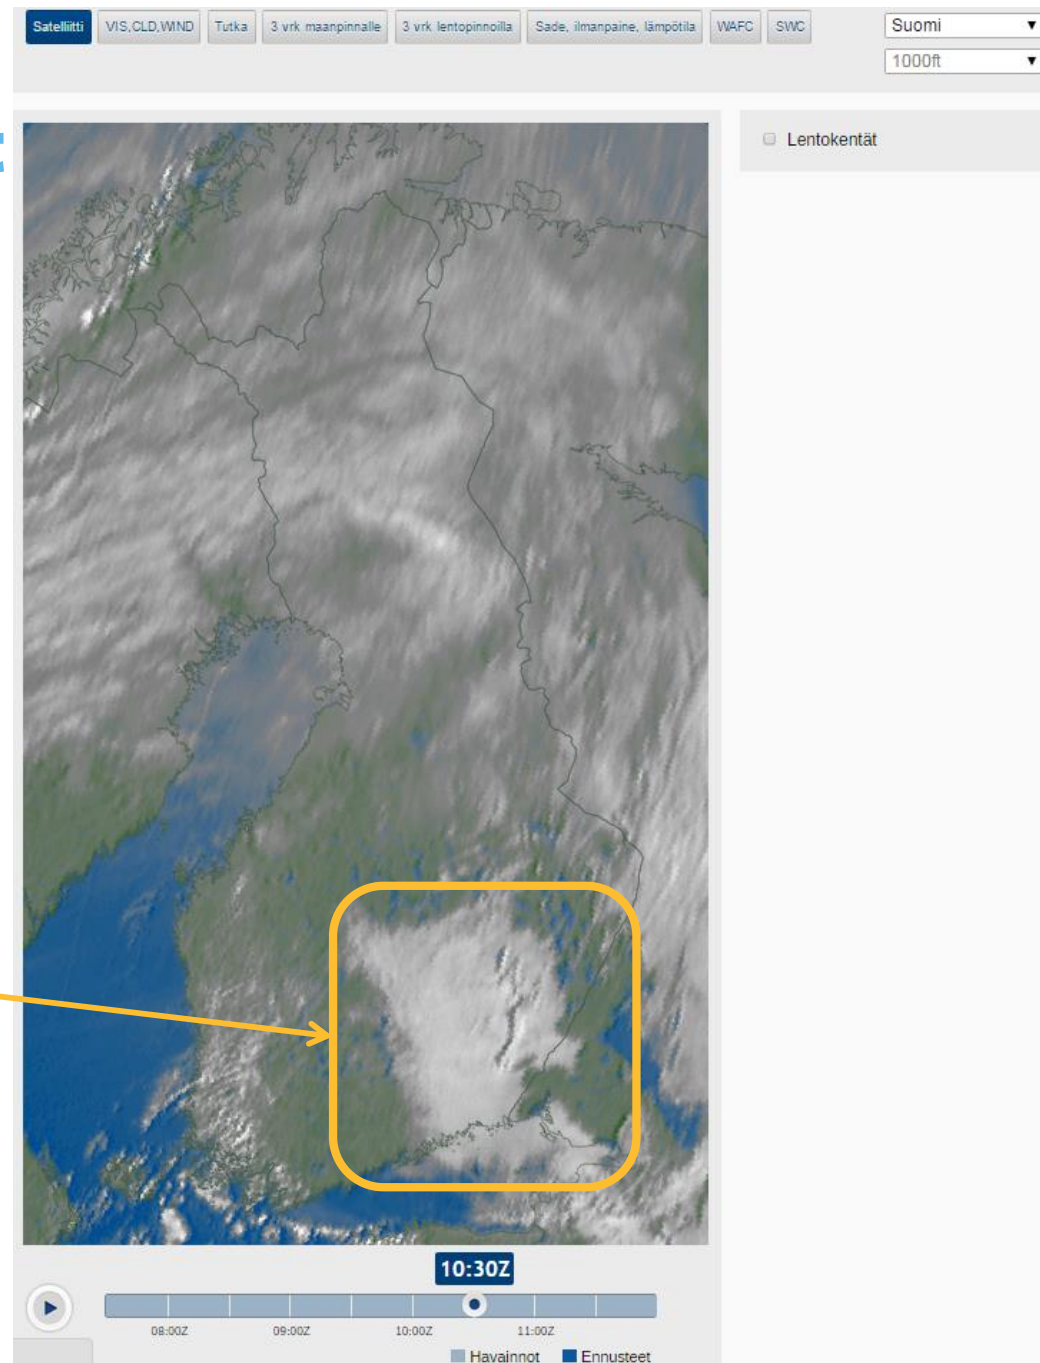 Satelliitti VIS,CLD,WIND Tutka 3 vrk maanpinnalle 3 vrk lentopinnoilla Sade, ilmanpaine, lämpötila WAFC SWC
Suomi
1000ft
Lentokentät
10:30Z
08:00Z 09:00Z 10:00Z 11:00Z
Havainnot Ennusteet